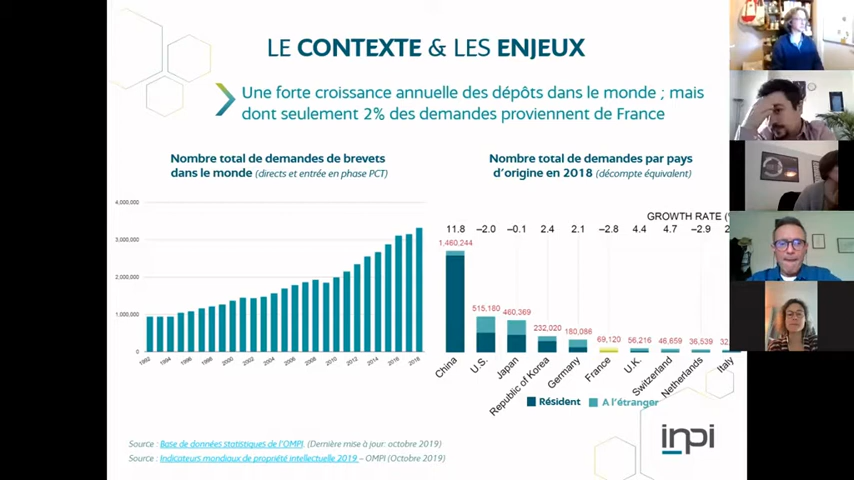 LE CONTEXTE & LES ENJEUX
Une forte croissance annuelle des dépôts dans le monde ; mais
dont seulement 2% des demandes proviennent de France
Nombre total de demandes de brevets
dans le monde (directs et entrée en phase PCT)
4,000,000
3,000,000
2,000,000
1,000,000
0
1992 1994 1996 1998 2000 2002 2004 2006 2008 2010 2012 2014 2016 2018
Nombre total de demandes par pays
d'origine en 2018 (décompte équivalent)
GROWTH RATE
11.8 –2.0 –0.1 2.4 2.1 –2.8 4.4 4.7 –2.9
1,460,244 515,180 460,369 232,020 180,086 69,120 56,216 46,659 36,539
China U.S. Japan Republic of Korea Germany France U.K. Switzerland Netherlands Italy
Résident A l'étranger
Source : Base de données statistiques de l'OMPI. (Dernière mise à jour: octobre 2019)
Source : Indicateurs mondiaux de propriété intellectuelle 2019 – OMPI (Octobre 2019)
inpi